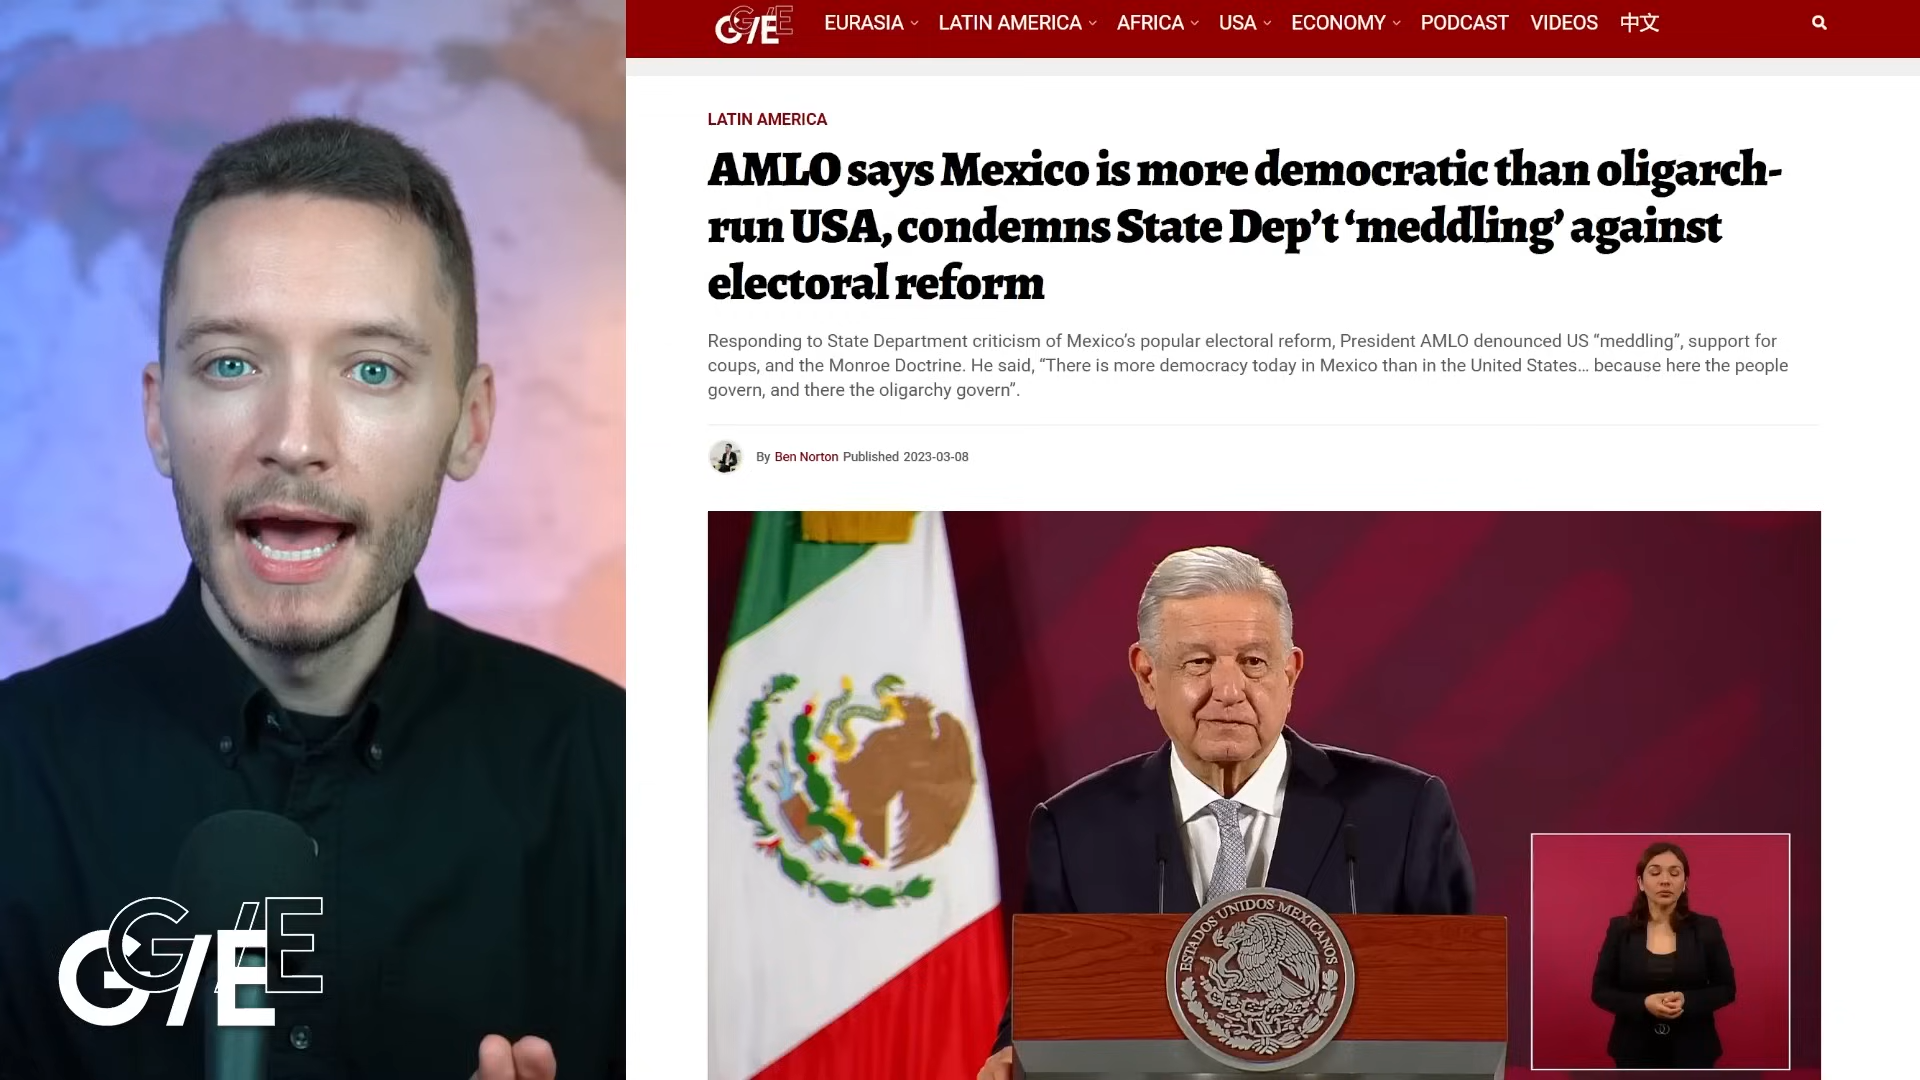 G/E
EURASIA LATIN AMERICA AFRICA USA ECONOMY PODCAST VIDEOS 中文
LATIN AMERICA
AMLO says Mexico is more democratic than oligarch-
run USA, condemns State Dep’t ‘meddling’ against
electoral reform
Responding to State Department criticism of Mexico’s popular electoral reform, President AMLO denounced US “meddling”, support for
coups, and the Monroe Doctrine. He said, “There is more democracy today in Mexico than in the United States… because here the people
govern, and there the oligarchy govern”.
By Ben Norton Published 2023-03-08
ESTADOS UNIDOS MEXICANOS
G/E